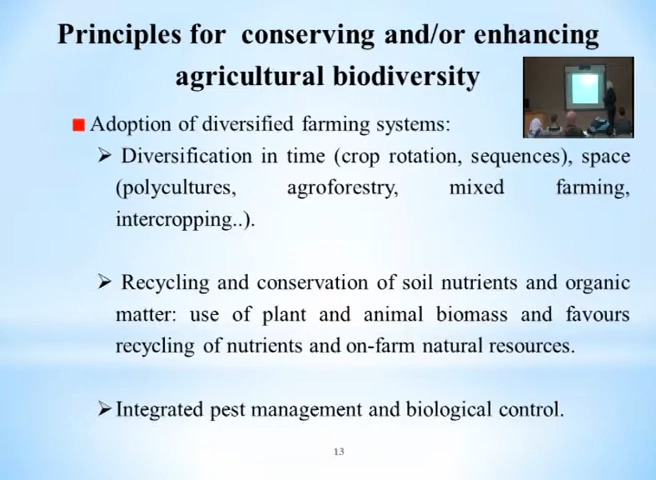 Principles for conserving and/or enhancing
agricultural biodiversity
Adoption of diversified farming systems:
➢ Diversification in time (crop rotation, sequences), space
(polycultures, agroforestry, mixed farming,
intercropping..).
➢ Recycling and conservation of soil nutrients and organic
matter: use of plant and animal biomass and favours
recycling of nutrients and on-farm natural resources.
➢ Integrated pest management and biological control.
13